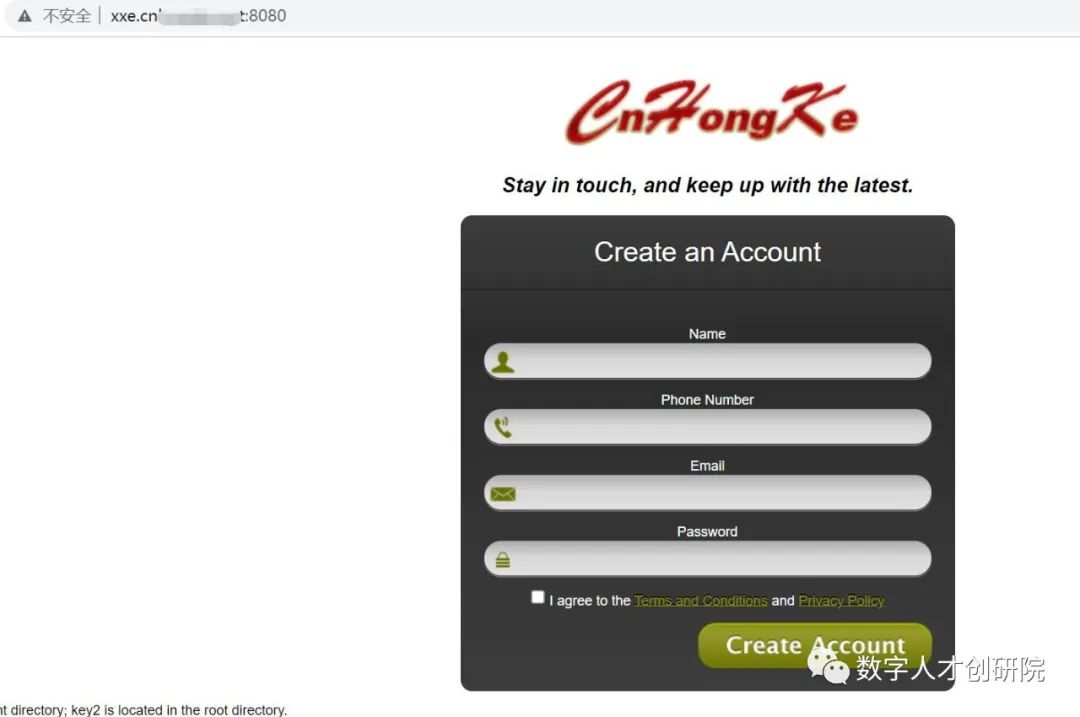 不安全 xxe.cn t:8080
CnHongKe
Stay in touch, and keep up with the latest.
Create an Account
Name
Phone Number
Email
Password
I agree to the Terms and Conditions and Privacy Policy
Create Account
数字人才创研院
directory; key2 is located in the root directory.